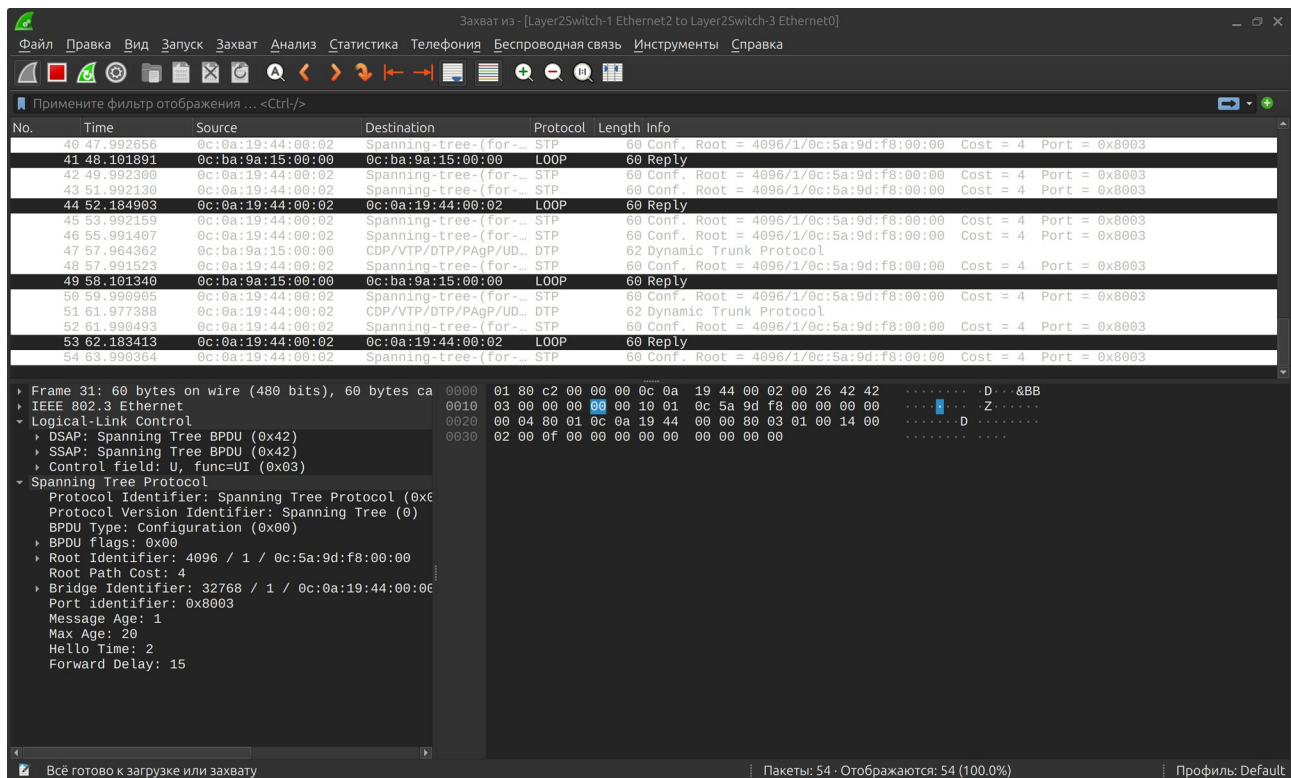 Захват из - [Layer2Switch-1 Ethernet2 to Layer2Switch-3 Ethernet0]
Файл Правка Вид Запуск Захват Анализ Статистика Телефония Беспроводная связь Инструменты Справка
Примените фильтр отображения … <Ctrl-/>
No. Time Source Destination Protocol Length Info
40 47.992656 0c:0a:19:44:00:02 Spanning-tree-(for-… STP 60 Conf. Root = 4096/1/0c:5a:9d:f8:00:00 Cost = 4 Port = 0x8003
41 48.101891 0c:ba:9a:15:00:00 0c:ba:9a:15:00:00 LOOP 60 Reply
42 49.992300 0c:0a:19:44:00:02 Spanning-tree-(for-… STP 60 Conf. Root = 4096/1/0c:5a:9d:f8:00:00 Cost = 4 Port = 0x8003
43 51.992130 0c:0a:19:44:00:02 Spanning-tree-(for-… STP 60 Conf. Root = 4096/1/0c:5a:9d:f8:00:00 Cost = 4 Port = 0x8003
44 52.184903 0c:0a:19:44:00:02 0c:0a:19:44:00:02 LOOP 60 Reply
45 53.992159 0c:0a:19:44:00:02 Spanning-tree-(for-… STP 60 Conf. Root = 4096/1/0c:5a:9d:f8:00:00 Cost = 4 Port = 0x8003
46 55.991407 0c:0a:19:44:00:02 Spanning-tree-(for-… STP 60 Conf. Root = 4096/1/0c:5a:9d:f8:00:00 Cost = 4 Port = 0x8003
47 57.964362 0c:ba:9a:15:00:00 CDP/VTP/DTP/PAgP/UD… DTP 62 Dynamic Trunk Protocol
48 57.991523 0c:0a:19:44:00:02 Spanning-tree-(for-… STP 60 Conf. Root = 4096/1/0c:5a:9d:f8:00:00 Cost = 4 Port = 0x8003
49 58.101340 0c:ba:9a:15:00:00 0c:ba:9a:15:00:00 LOOP 60 Reply
50 59.990905 0c:0a:19:44:00:02 Spanning-tree-(for-… STP 60 Conf. Root = 4096/1/0c:5a:9d:f8:00:00 Cost = 4 Port = 0x8003
51 61.977388 0c:0a:19:44:00:02 CDP/VTP/DTP/PAgP/UD… DTP 62 Dynamic Trunk Protocol
52 61.990493 0c:0a:19:44:00:02 Spanning-tree-(for-… STP 60 Conf. Root = 4096/1/0c:5a:9d:f8:00:00 Cost = 4 Port = 0x8003
53 62.183413 0c:0a:19:44:00:02 0c:0a:19:44:00:02 LOOP 60 Reply
54 63.990364 0c:0a:19:44:00:02 Spanning-tree-(for-… STP 60 Conf. Root = 4096/1/0c:5a:9d:f8:00:00 Cost = 4 Port = 0x8003
Frame 31: 60 bytes on wire (480 bits), 60 bytes ca
IEEE 802.3 Ethernet
Logical-Link Control
DSAP: Spanning Tree BPDU (0x42)
SSAP: Spanning Tree BPDU (0x42)
Control field: U, func=UI (0x03)
Spanning Tree Protocol
Protocol Identifier: Spanning Tree Protocol (0x0
Protocol Version Identifier: Spanning Tree (0)
BPDU Type: Configuration (0x00)
BPDU flags: 0x00
Root Identifier: 4096 / 1 / 0c:5a:9d:f8:00:00
Root Path Cost: 4
Bridge Identifier: 32768 / 1 / 0c:0a:19:44:00:00
Port identifier: 0x8003
Message Age: 1
Max Age: 20
Hello Time: 2
Forward Delay: 15
0000 01 80 c2 00 00 00 0c 0a 19 44 00 02 00 26 42 42 ········ ·D···&BB
0010 03 00 00 00 00 00 10 01 0c 5a 9d f8 00 00 00 00 ········ ·Z······
0020 00 04 80 01 0c 0a 19 44 00 00 80 03 01 00 14 00 ·······D ········
0030 02 00 0f 00 00 00 00 00 00 00 00 00 ········ ····
Всё готово к загрузке или захвату
Пакеты: 54 · Отображаются: 54 (100.0%)
Профиль: Default